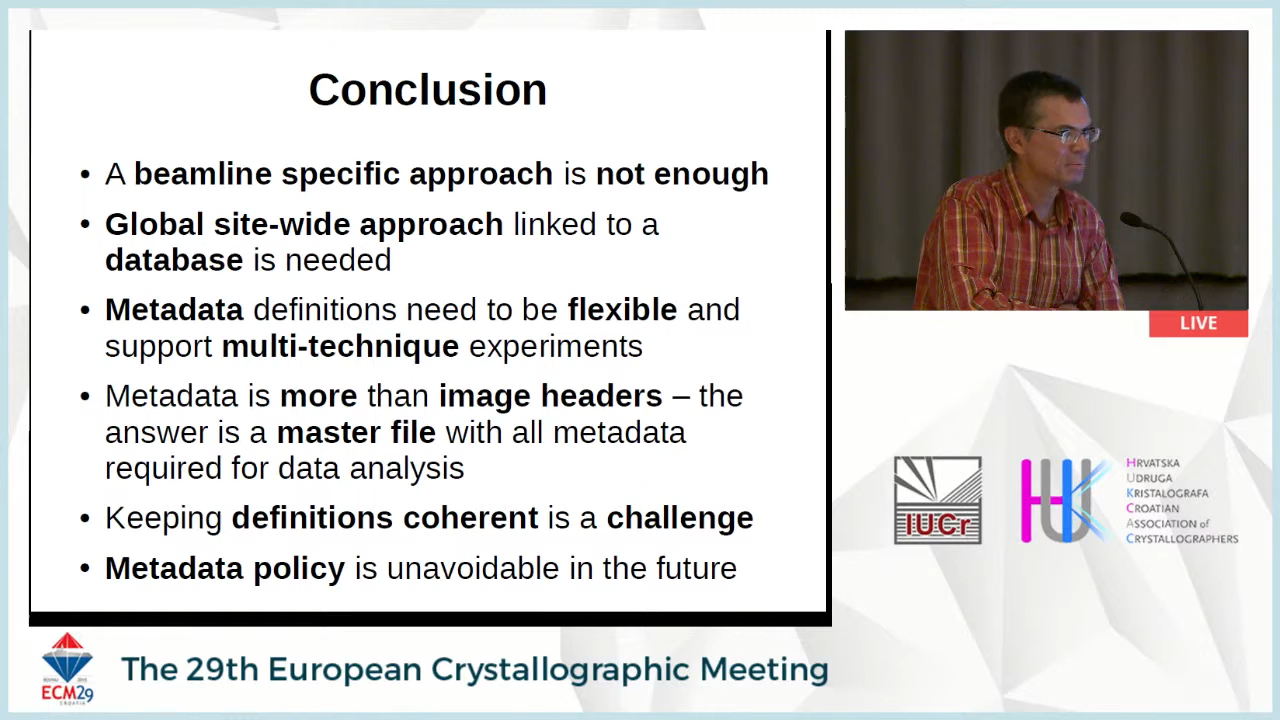 Conclusion
• A beamline specific approach is not enough
• Global site-wide approach linked to a
database is needed
• Metadata definitions need to be flexible and
support multi-technique experiments
• Metadata is more than image headers – the
answer is a master file with all metadata
required for data analysis
• Keeping definitions coherent is a challenge
• Metadata policy is unavoidable in the future
LIVE
IUCr
HUK
HRVATSKA
UDRUGA
KRISTALOGRAFA
CROATIAN
ASSOCIATION of
CRYSTALLOGRAPHERS
ECM29
CROATIA
The 29th European Crystallographic Meeting